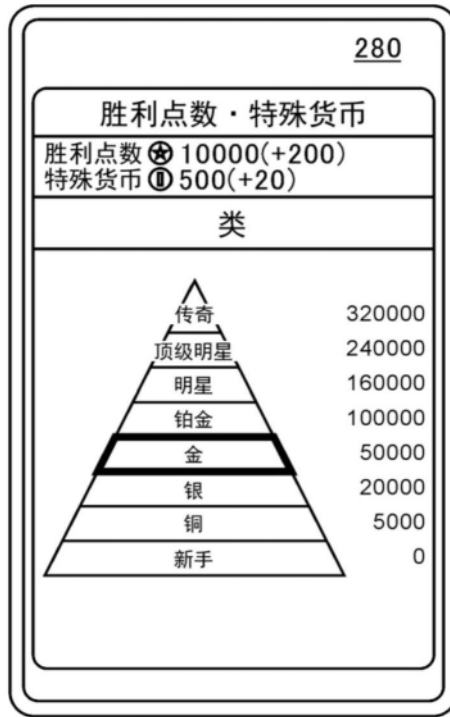 280
胜利点数·特殊货币
胜利点数 10000(+200)
特殊货币 500(+20)
类
传奇 320000
顶级明星 240000
明星 160000
铂金 100000
金 50000
银 20000
铜 5000
新手 0